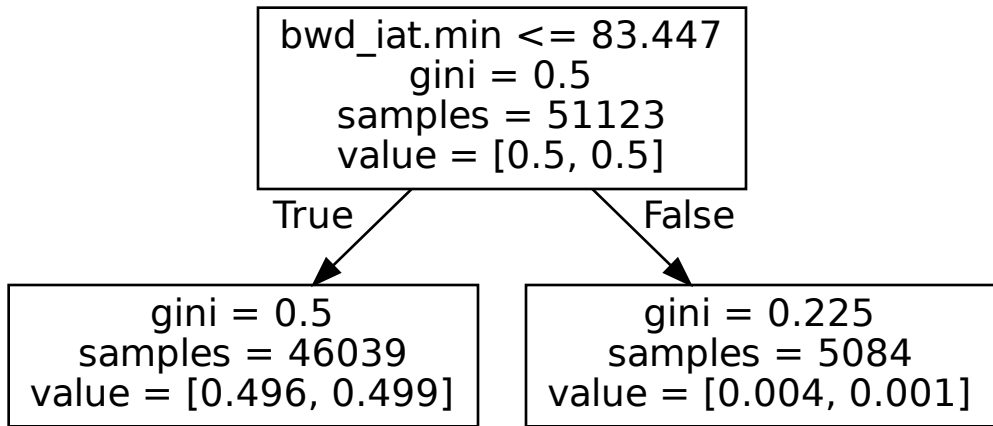 bwd_iat.min <= 83.447
gini = 0.5
samples = 51123
value = [0.5, 0.5]
True
False
gini = 0.5
samples = 46039
value = [0.496, 0.499]
gini = 0.225
samples = 5084
value = [0.004, 0.001]